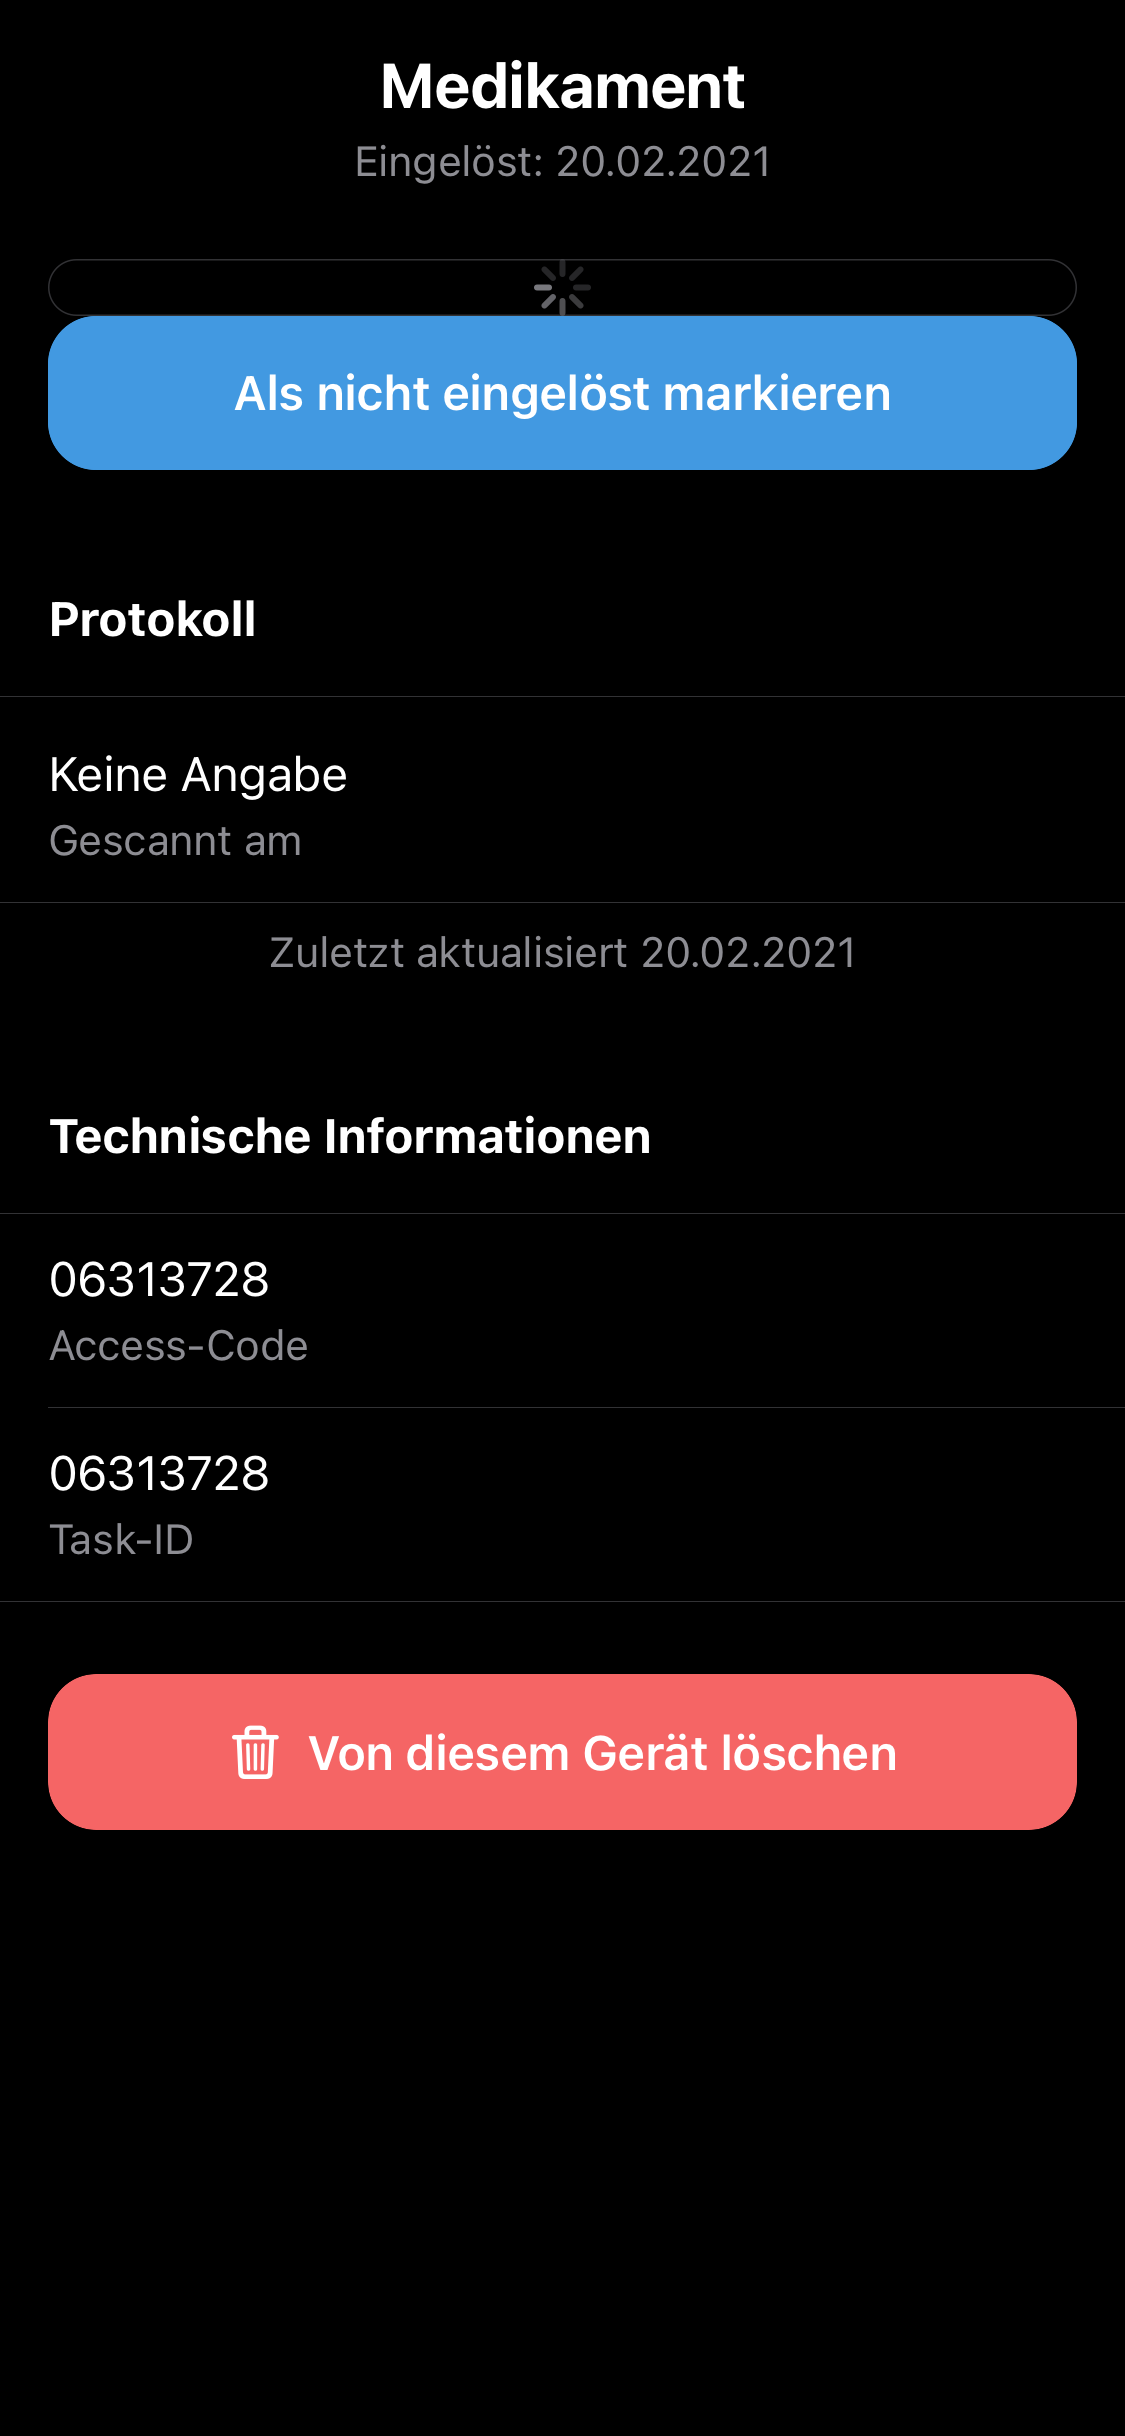 Medikament
Eingelöst: 20.02.2021
Als nicht eingelöst markieren
Protokoll
Keine Angabe
Gescannt am
Zuletzt aktualisiert 20.02.2021
Technische Informationen
06313728
Access-Code
06313728
Task-ID
Von diesem Gerät löschen